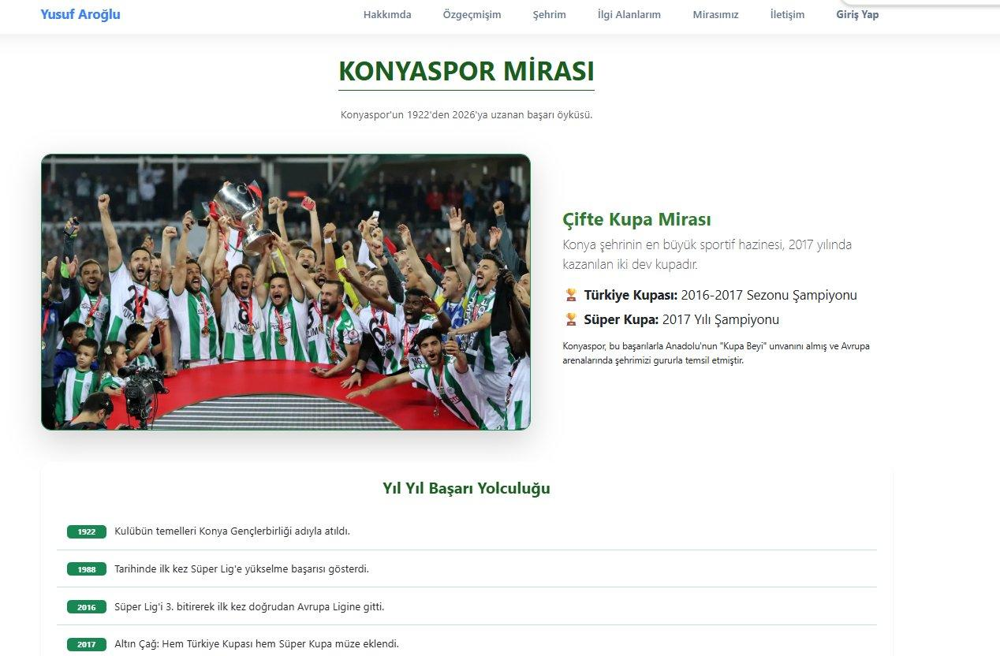 Yusuf Aroğlu
Hakkımda Özgeçmişim Şehrim İlgi Alanlarım Mirasımız İletişim Giriş Yap
KONYASPOR MİRASI
Konyaspor'un 1922'den 2026'ya uzanan başarı öyküsü.
Çifte Kupa Mirası
Konya şehrinin en büyük sportif hazinesi, 2017 yılında
kazanılan iki dev kupadır.
🏆 Türkiye Kupası: 2016-2017 Sezonu Şampiyonu
🏆 Süper Kupa: 2017 Yılı Şampiyonu
Konyaspor, bu başarılarla Anadolu'nun "Kupa Beyi" unvanını almış ve Avrupa
arenalarında şehrimizi gururla temsil etmiştir.
Yıl Yıl Başarı Yolculuğu
1922 Kulübün temelleri Konya Gençlerbirliği adıyla atıldı.
1988 Tarihinde ilk kez Süper Lig'e yükselme başarısı gösterdi.
2016 Süper Lig'i 3. bitirerek ilk kez doğrudan Avrupa Ligine gitti.
2017 Altın Çağ: Hem Türkiye Kupası hem Süper Kupa müze eklendi.